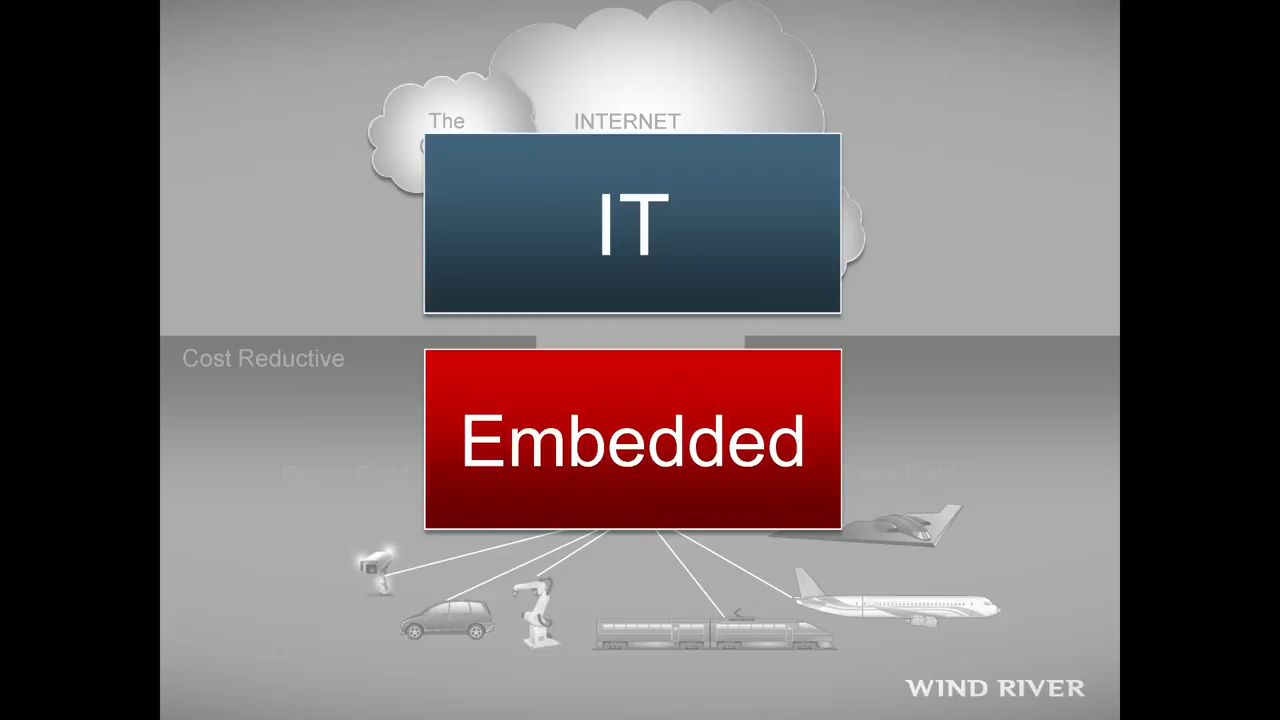 The
INTERNET
IT
Cost Reductive
Embedded
WIND RIVER